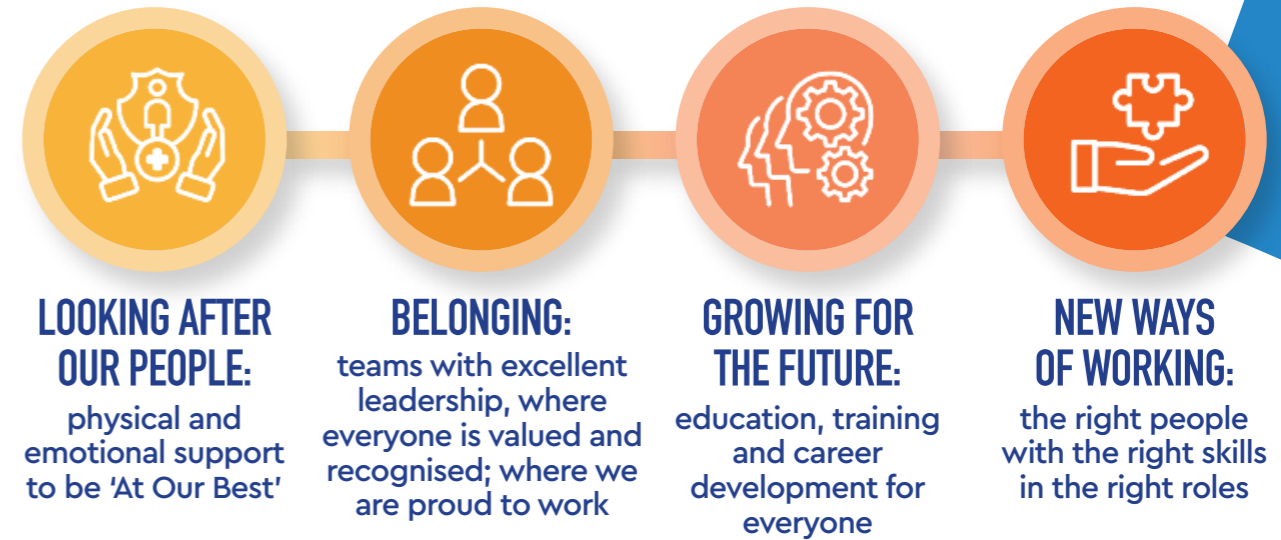 LOOKING AFTER
OUR PEOPLE:
physical and
emotional support
to be ‘At Our Best’
BELONGING:
teams with excellent
leadership, where
everyone is valued and
recognised; where we
are proud to work
GROWING FOR
THE FUTURE:
education, training
and career
development for
everyone
NEW WAYS
OF WORKING:
the right people
with the right skills
in the right roles